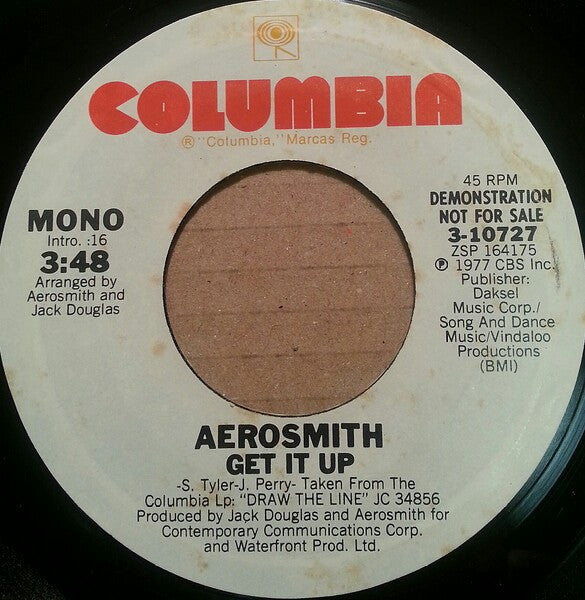 COLUMBIA
® "Columbia," Marcas Reg.
MONO
Intro. :16
3:48
Arranged by
Aerosmith and
Jack Douglas
45 RPM
DEMONSTRATION
NOT FOR SALE
3-10727
ZSP 164175
℗ 1977 CBS Inc.
Publisher:
Daksel
Music Corp./
Song And Dance
Music/Vindaloo
Productions
(BMI)
AEROSMITH
GET IT UP
-S. Tyler-J. Perry- Taken From The
Columbia Lp: "DRAW THE LINE" JC 34856
Produced by Jack Douglas and Aerosmith for
Contemporary Communications Corp.
and Waterfront Prod. Ltd.